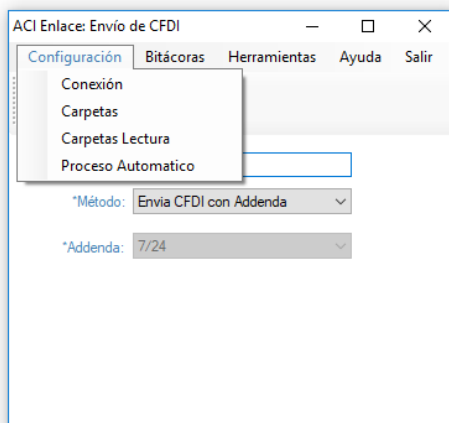 ACI Enlace: Envío de CFDI
Configuración Bitácoras Herramientas Ayuda Salir
Conexión
Carpetas
Carpetas Lectura
Proceso Automatico
*Método: Envia CFDI con Addenda
*Addenda: 7/24